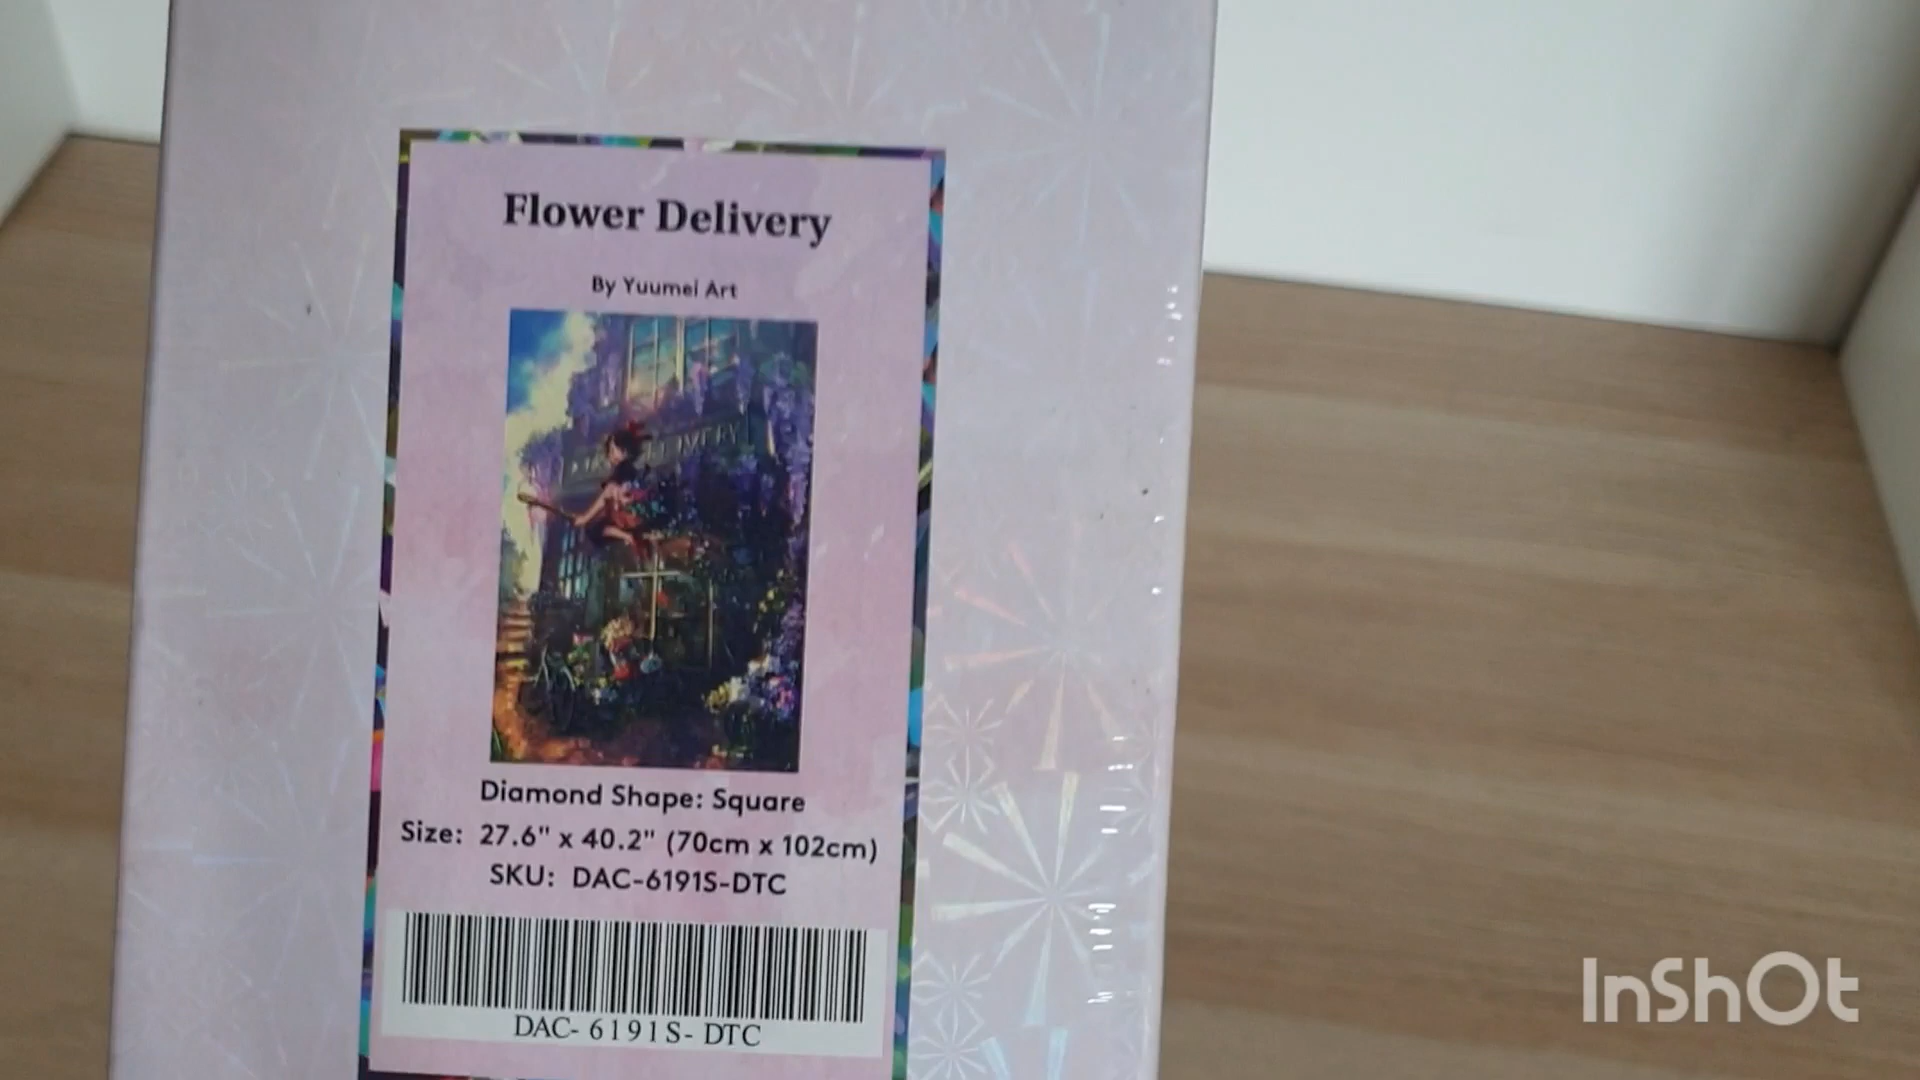 Flower Delivery
By Yuumei Art
Diamond Shape: Square
Size: 27.6" x 40.2" (70cm x 102cm)
SKU: DAC-6191S-DTC
DAC- 6191S- DTC
InShOt